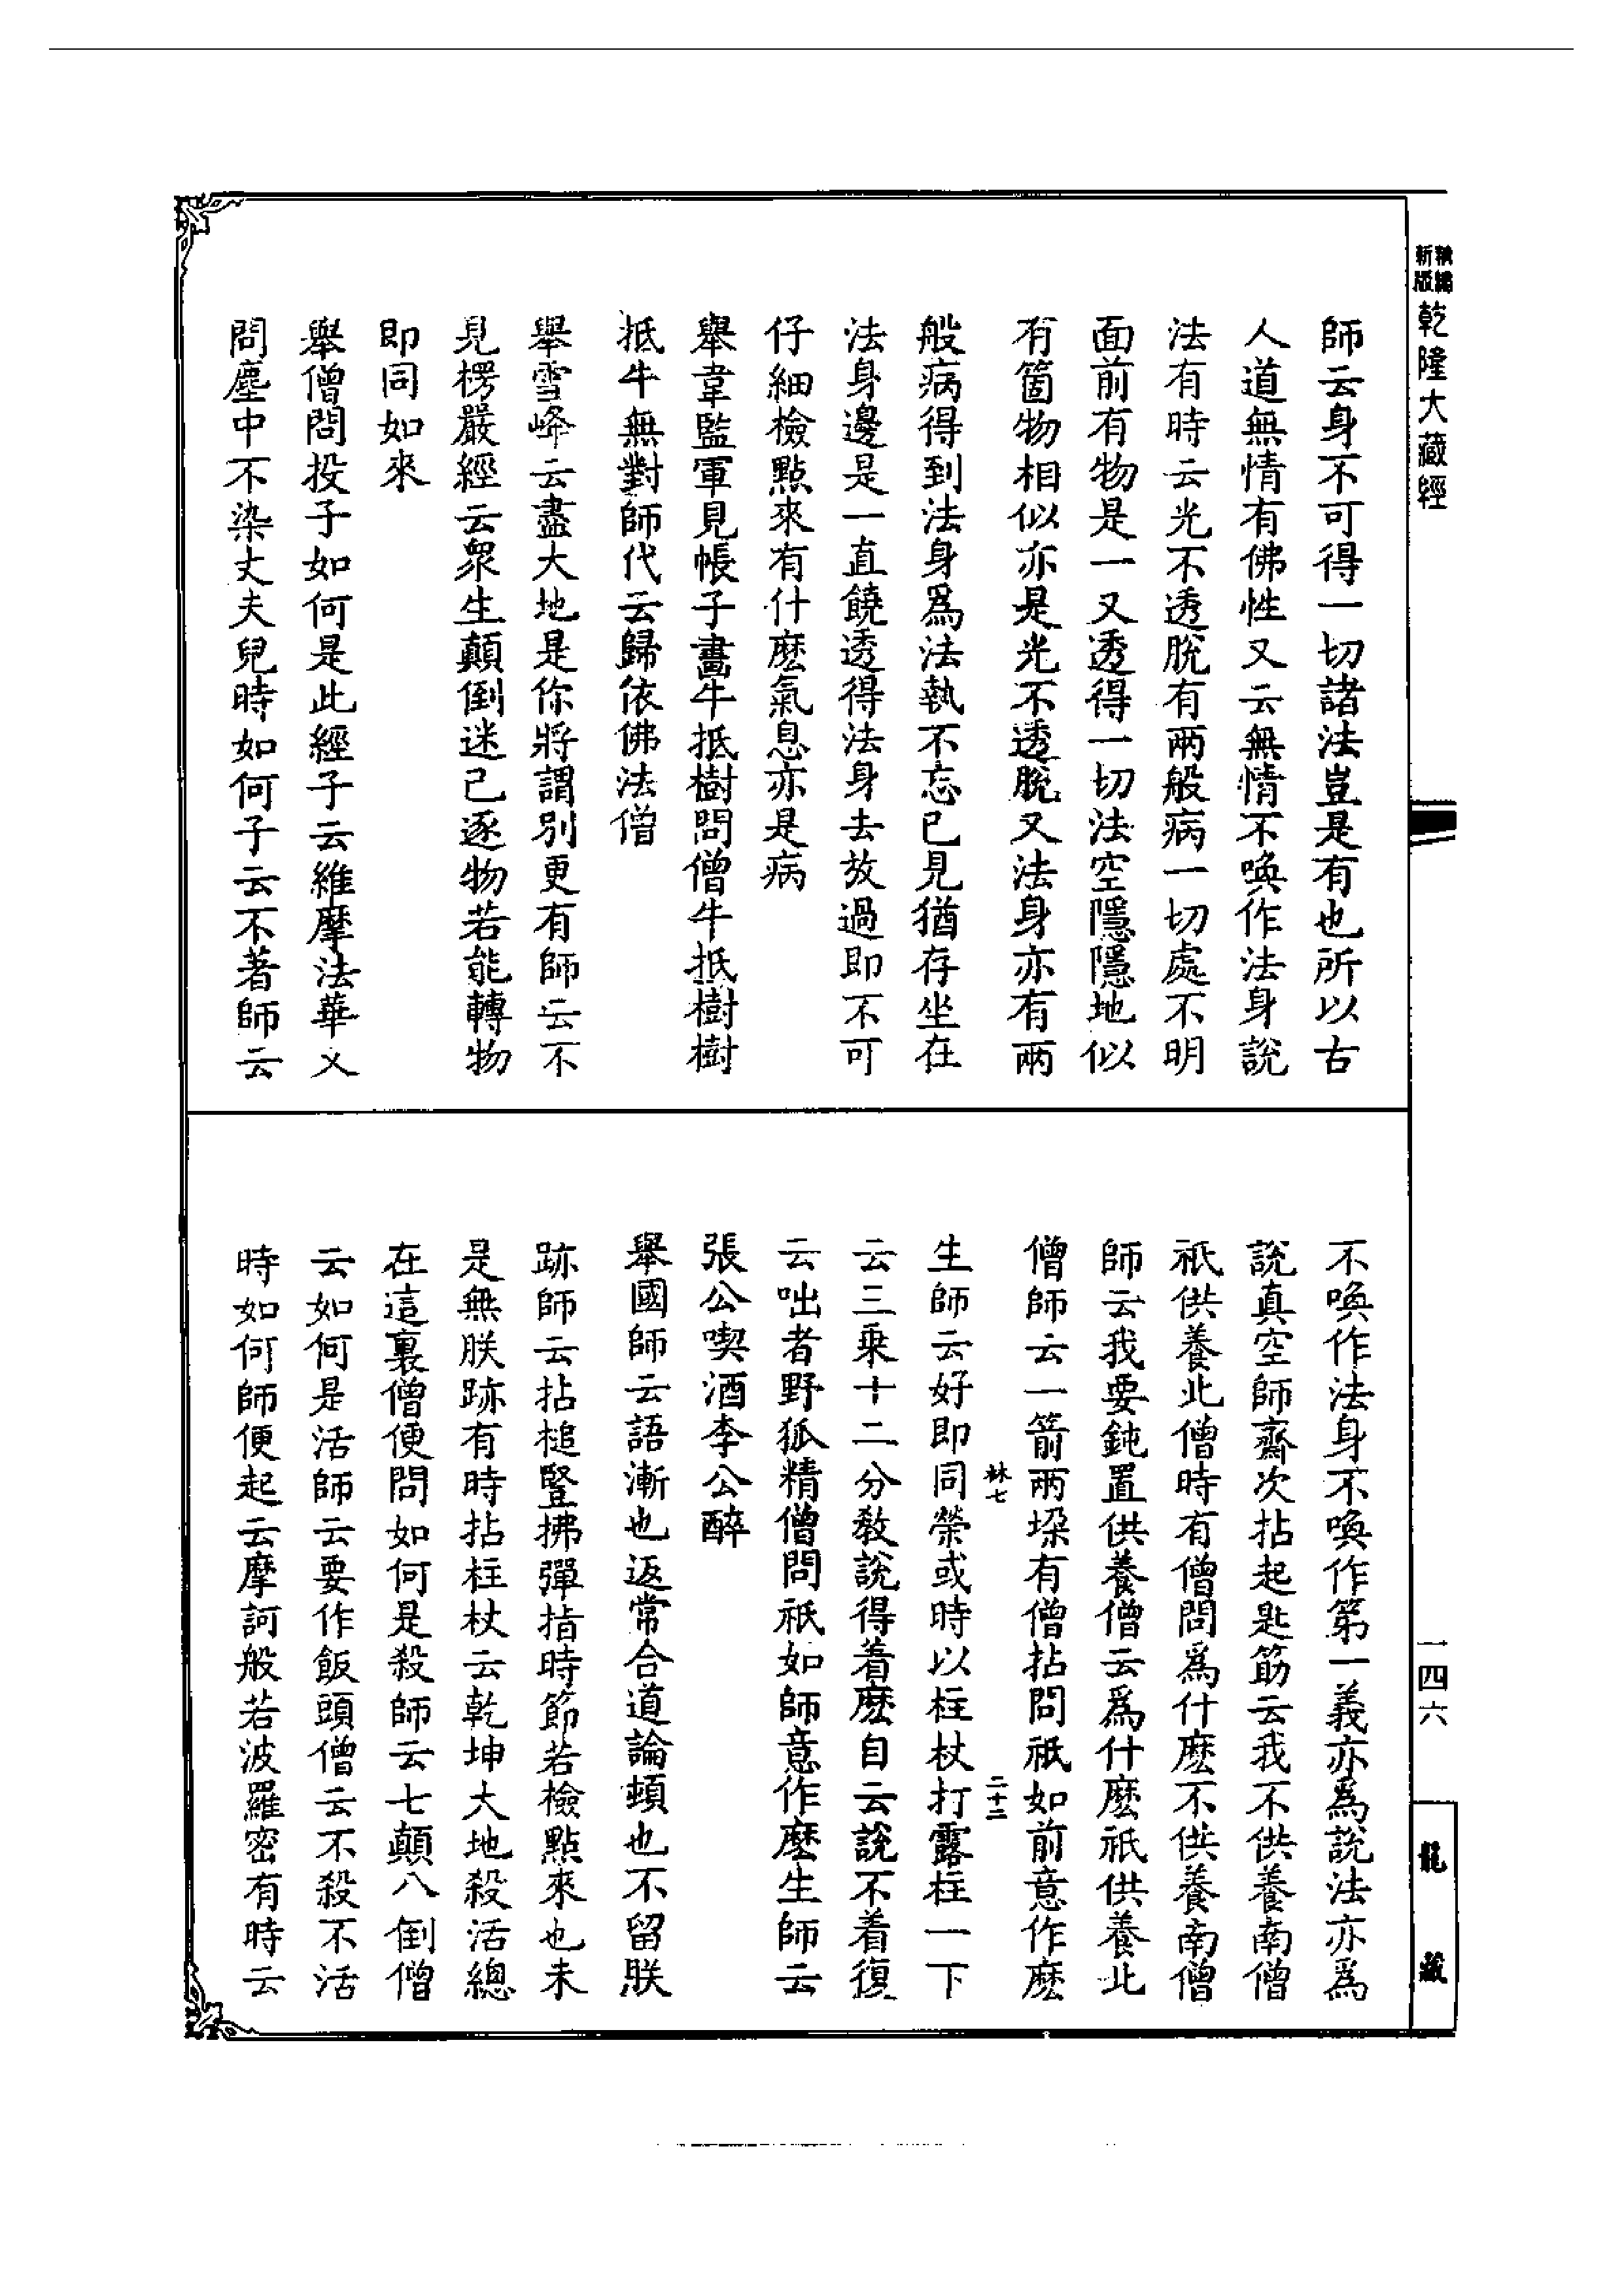 精編新版乾隆大藏經
師云身不可得一切諸法豈是有也所以古
人道無情有佛性又云無情不喚作法身說
法有時云光不透脫有兩般病一切處不明
面前有物是一又透得一切法空隱隱地似
有箇物相似亦是光不透脫又法身亦有兩
般病得到法身爲法執不忘已見猶存坐在
法身邊是一直饒透得法身去放過即不可
仔細檢點來有什麽氣息亦是病
舉韋監軍見帳子畫牛抵樹問僧牛抵樹樹
抵牛無對師代云歸依佛法僧
舉雪峰云盡大地是你將謂別更有師云不
見楞嚴經云衆生顛倒迷已逐物若能轉物
即同如來
舉僧問投子如何是此經子云維摩法華又
問塵中不染丈夫兒時如何子云不著師云
不喚作法身不喚作第一義亦爲說法亦爲
說真空師齋次拈起匙筯云我不供養南僧
祇供養北僧時有僧問爲什麽不供養南僧
師云我要鈍置供養僧云爲什麽祇供養北
僧師云一箭兩垛有僧拈問祇如前意作麽
林七
二十二
生師云好即同榮或時以柱杖打露柱一下
云三乘十二分教說得着麽自云說不着復
云咄者野狐精僧問祇如師意作麽生師云
張公喫酒李公醉
舉國師云語漸也返常合道論頓也不留朕
跡師云拈槌豎拂彈指時節若檢點來也未
是無朕跡有時拈柱杖云乾坤大地殺活總
在這裏僧便問如何是殺師云七顛八倒僧
云如何是活師云要作飯頭僧云不殺不活
時如何師便起云摩訶般若波羅密有時云
一四六
龍藏